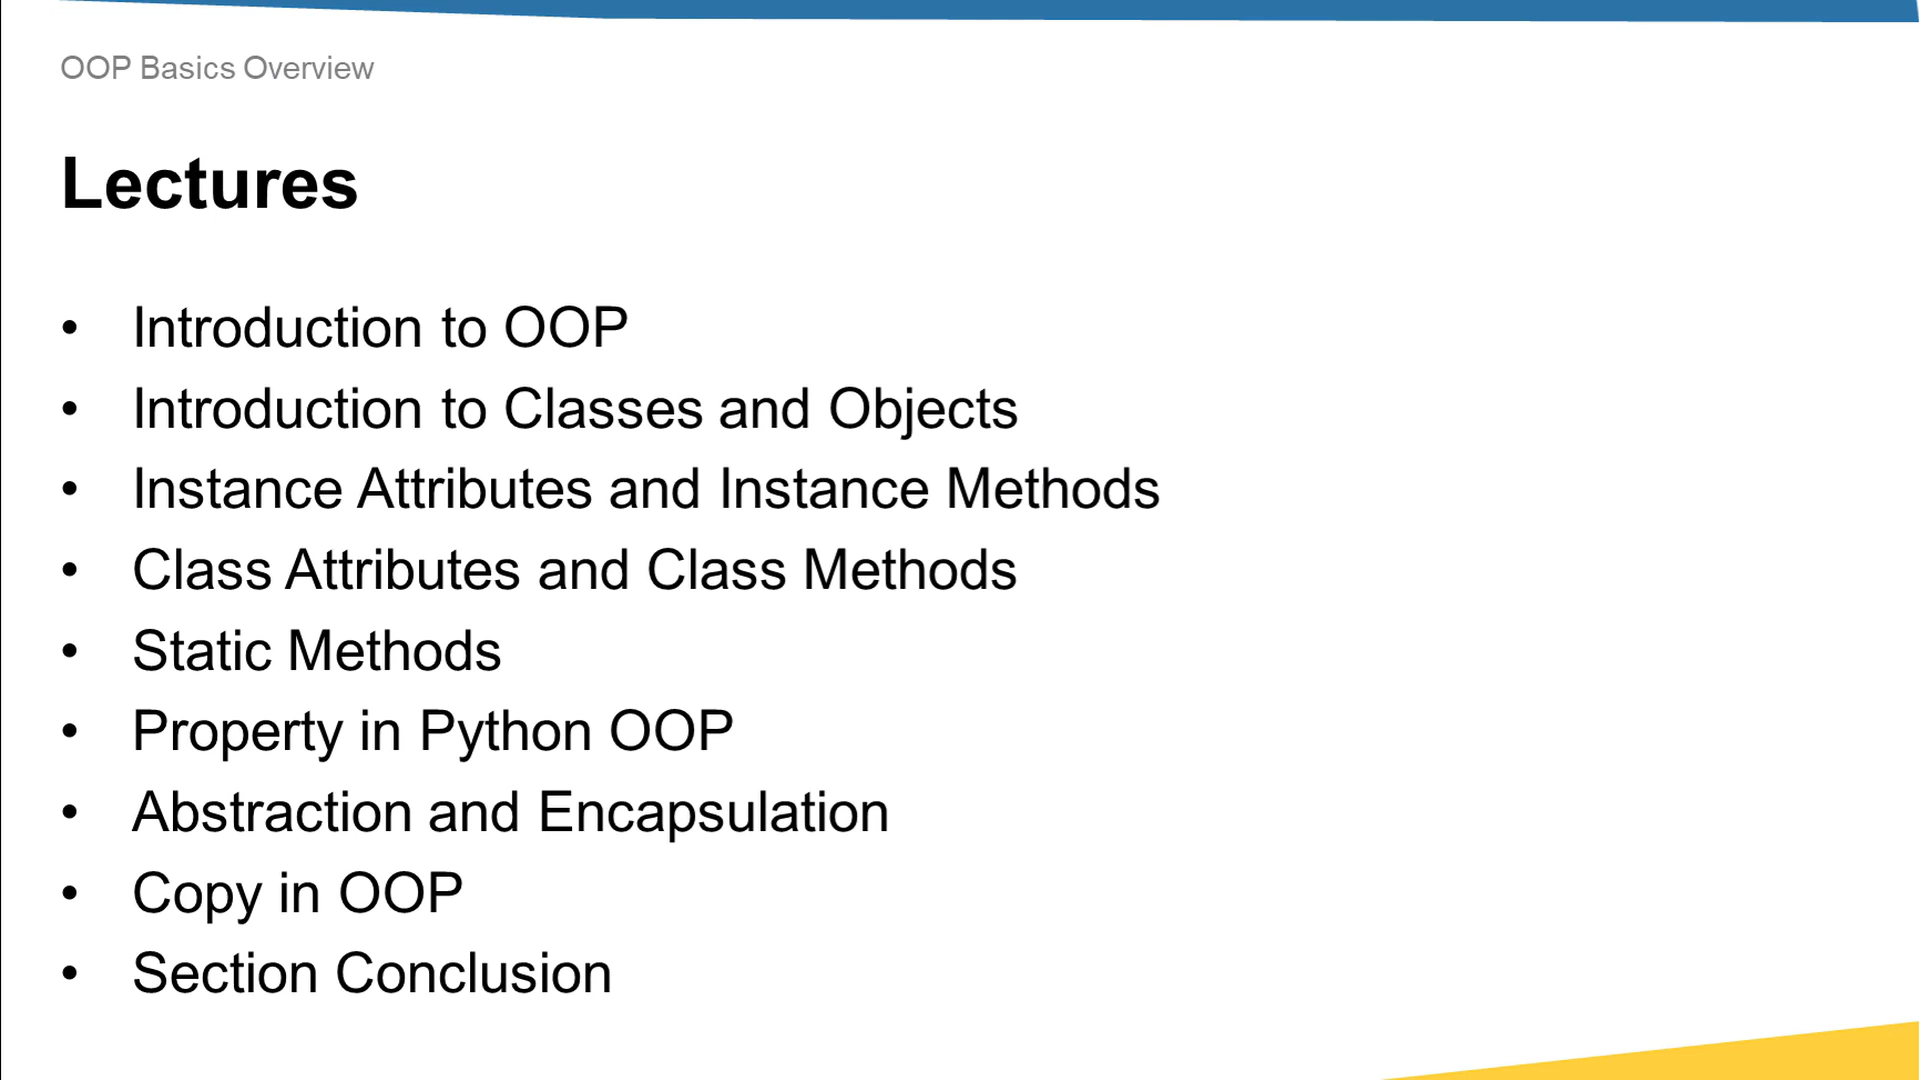 OOP Basics Overview
Lectures
• Introduction to OOP
• Introduction to Classes and Objects
• Instance Attributes and Instance Methods
• Class Attributes and Class Methods
• Static Methods
• Property in Python OOP
• Abstraction and Encapsulation
• Copy in OOP
• Section Conclusion